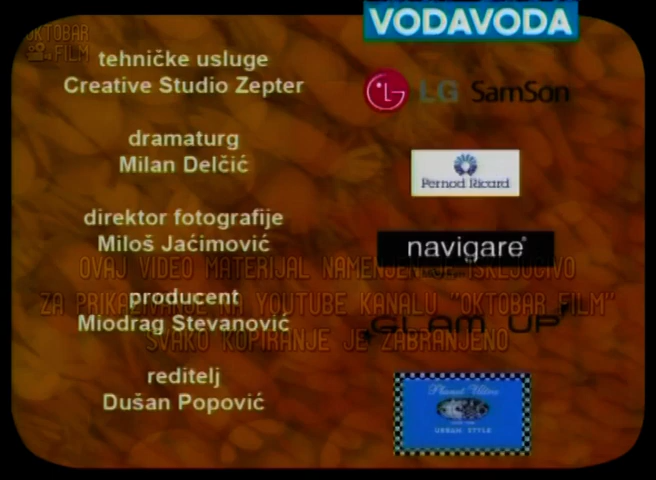 OKTOBAR
FILM
tehničke usluge
Creative Studio Zepter
dramaturg
Milan Delčić
direktor fotografije
Miloš Jaćimović
producent
Miodrag Stevanović
reditelj
Dušan Popović
VODAVODA
LG SamSon
Pernod Ricard
navigare
GLAM UP
URBAN STYLE
OVAJ VIDEO MATERIJAL NAMENJEN JE ISKLJUČIVO
ZA PRIKAZIVANJE NA YOUTUBE KANALU "OKTOBAR FILM"
SVAKO KOPIRANJE JE ZABRANJENO